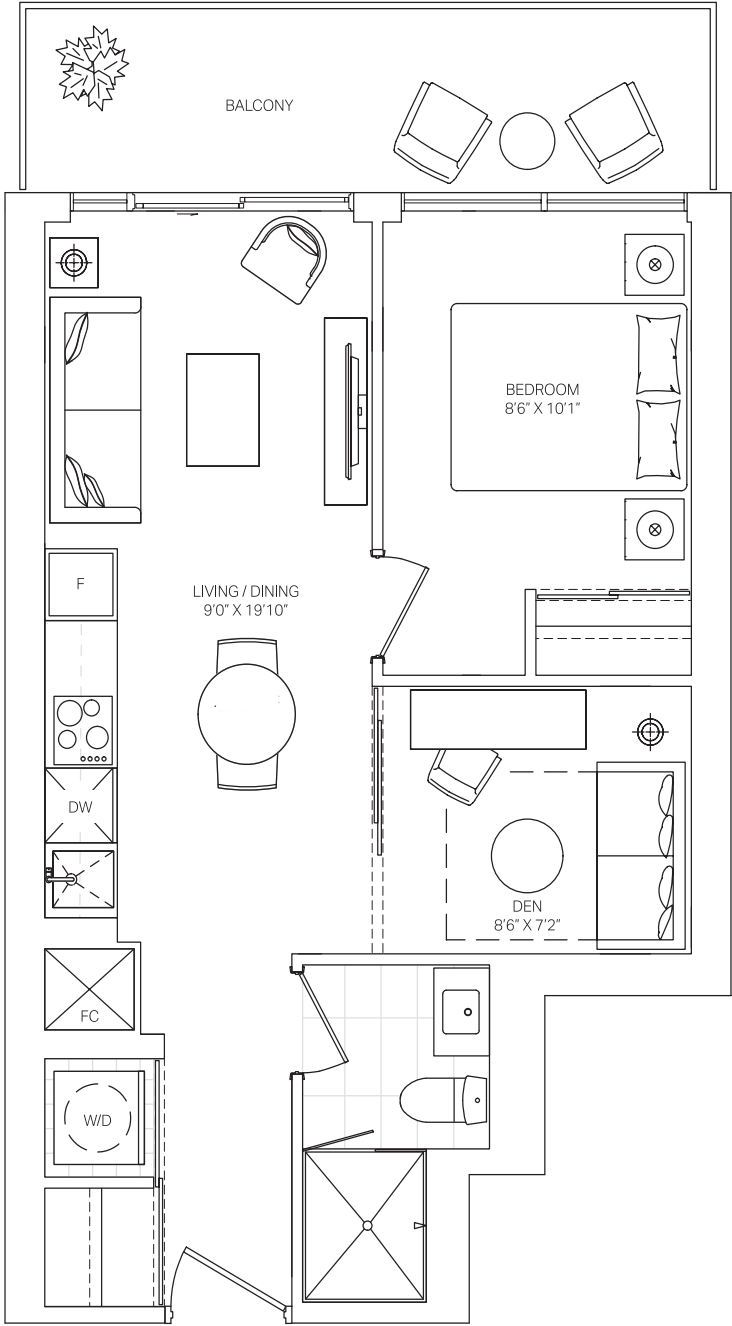 BALCONY
BEDROOM
8'6" X 10'1"
F
LIVING / DINING
9'0" X 19'10"
DW
DEN
8'6" X 7'2"
FC
W/D